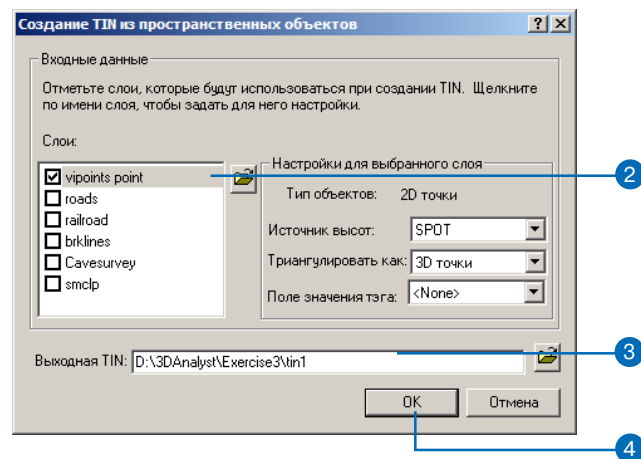 Создание TIN из пространственных объектов
Входные данные
Отметьте слои, которые будут использоваться при создании TIN. Щелкните
по имени слоя, чтобы задать для него настройки.
Слои:
vipoints point
roads
railroad
brklines
Cavesurvey
smclp
Настройки для выбранного слоя
Тип объектов: 2D точки
Источник высот: SPOT
Триангулировать как: 3D точки
Поле значения тэга: <None>
2
Выходная TIN: D:\3DAnalyst\Exercise3\tin1
3
OK
Отмена
4